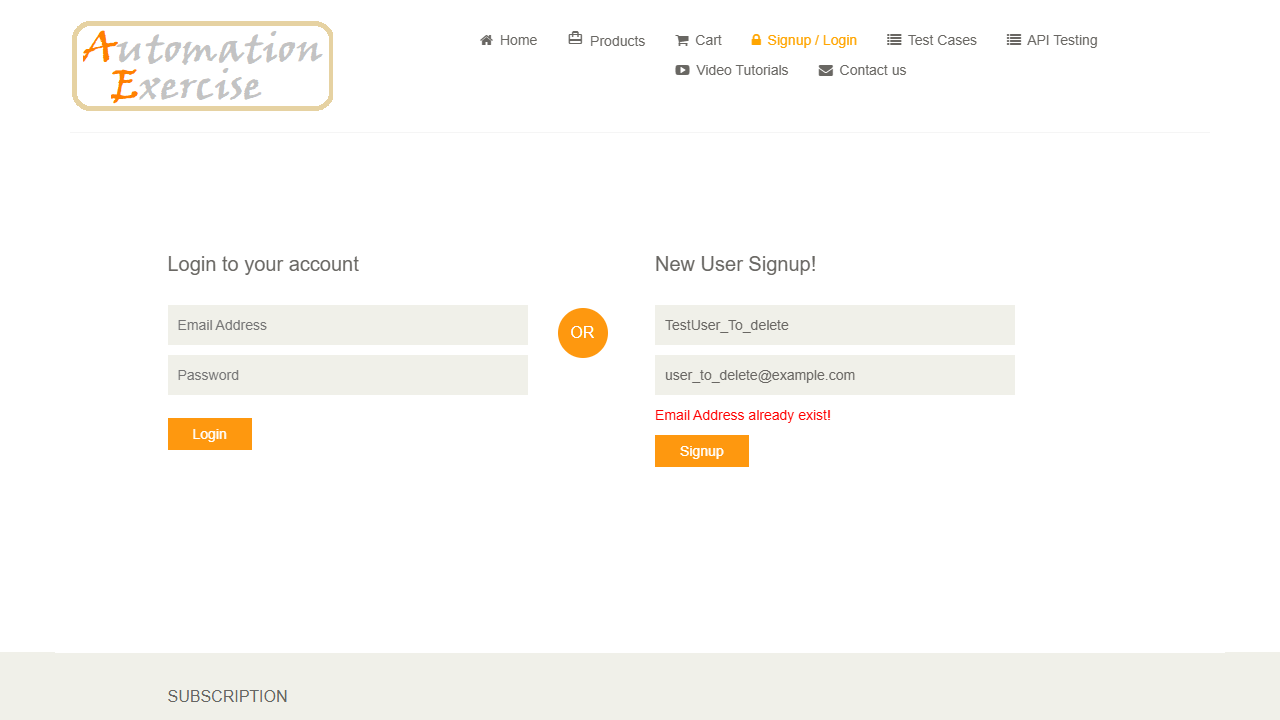 Automation
Exercise
Home
Products
Cart
Signup / Login
Test Cases
API Testing
Video Tutorials
Contact us
Login to your account
Email Address
Password
Login
OR
New User Signup!
TestUser_To_delete
user_to_delete@example.com
Email Address already exist!
Signup
SUBSCRIPTION